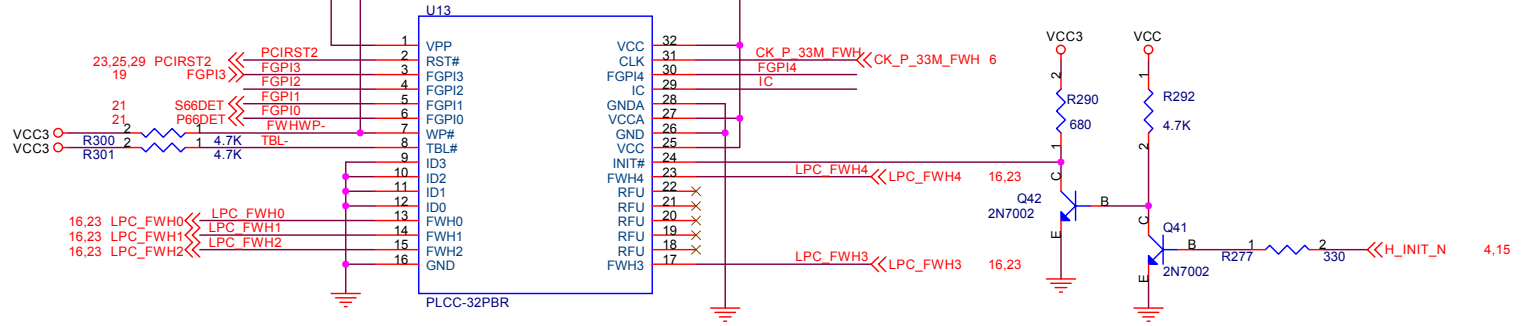 U13
23,25,29 PCIRST2 PCIRST2 1 VPP VCC 32
19 FGPI3 FGPI3 2 RST# CLK 31 CK_P_33M_FWH CK_P_33M_FWH 6
FGPI2 3 FGPI3 FGPI4 30 FGPI4
4 FGPI2 IC 29 IC
21 S66DET FGPI1 5 FGPI1 GNDA 28
21 P66DET FGPI0 6 FGPI0 VCCA 27
VCC3 2 1 FWHWP- 7 WP# GND 26
R300 4.7K
VCC3 2 1 TBL- 8 TBL# VCC 25
R301 4.7K
9 ID3 INIT# 24
10 ID2 FWH4 23 LPC_FWH4 LPC_FWH4 16,23
11 ID1 RFU 22
12 ID0 RFU 21
16,23 LPC_FWH0 LPC_FWH0 13 FWH0 RFU 20
16,23 LPC_FWH1 LPC_FWH1 14 FWH1 RFU 19
16,23 LPC_FWH2 LPC_FWH2 15 FWH2 RFU 18
16 GND FWH3 17 LPC_FWH3 LPC_FWH3 16,23
PLCC-32PBR
VCC3 VCC
2 1
R290 R292
680 4.7K
1 2
C
Q42 B
2N7002
E
C
Q41
B 1 2 H_INIT_N 4,15
R277 330
2N7002
E